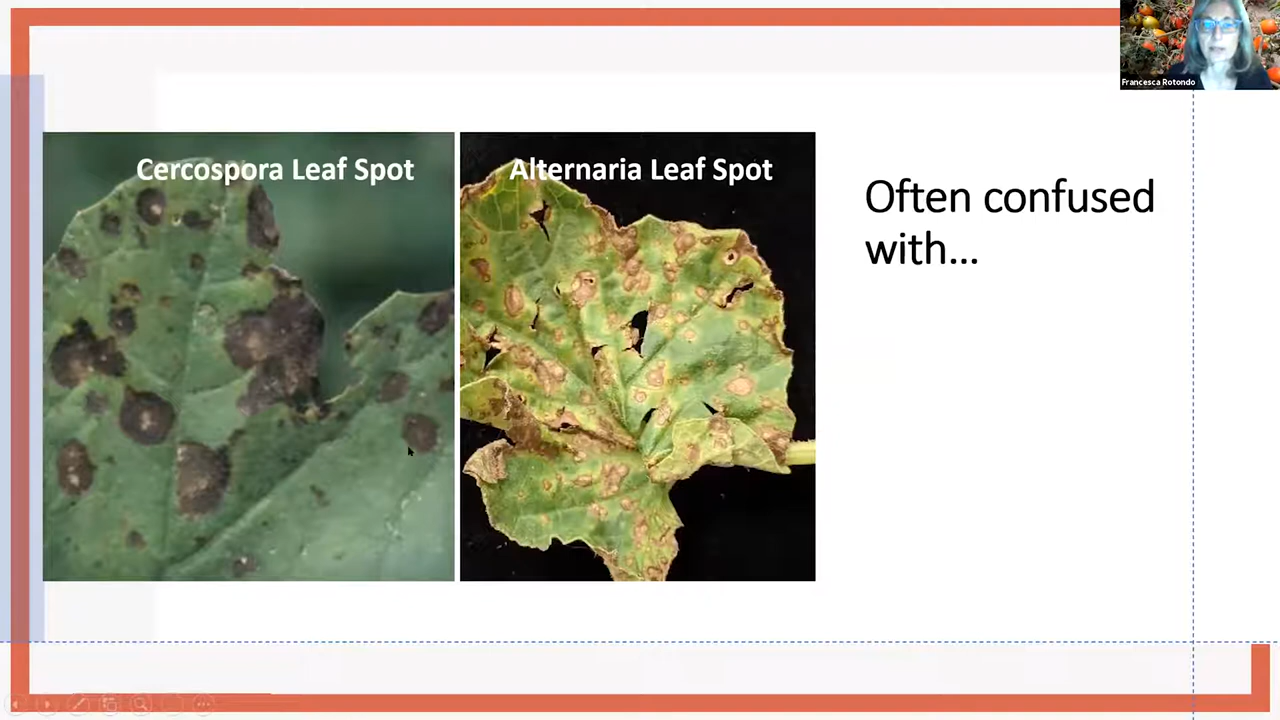 Francesca Rotondo
Cercospora Leaf Spot
Alternaria Leaf Spot
Often confused
with...